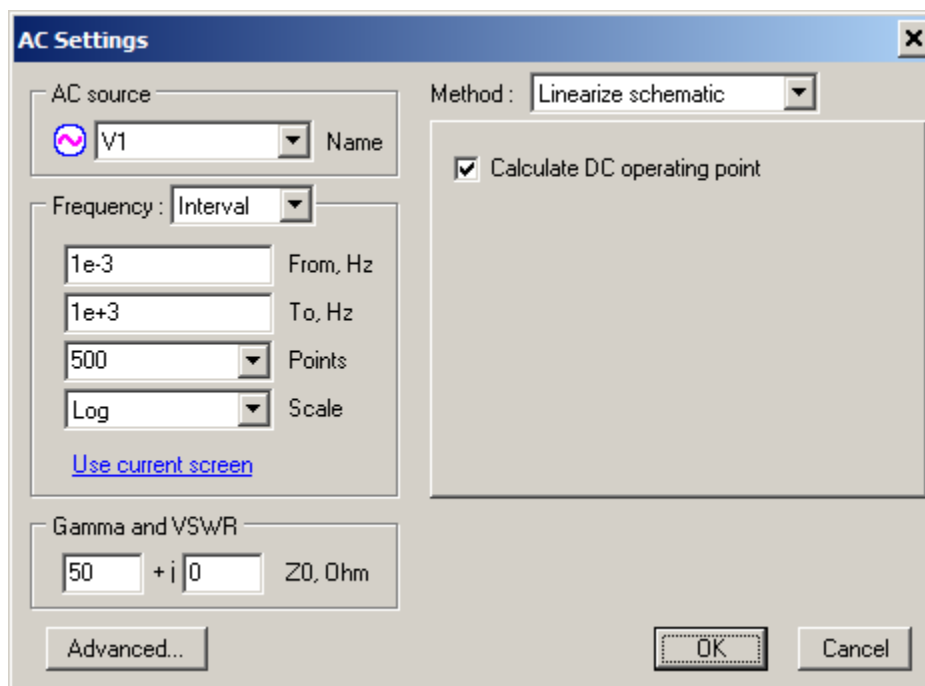 AC Settings
AC source
V1 Name
Frequency : Interval
1e-3 From, Hz
1e+3 To, Hz
500 Points
Log Scale
Use current screen
Gamma and VSWR
50 + j 0 Z0, Ohm
Advanced...
Method : Linearize schematic
Calculate DC operating point
OK Cancel